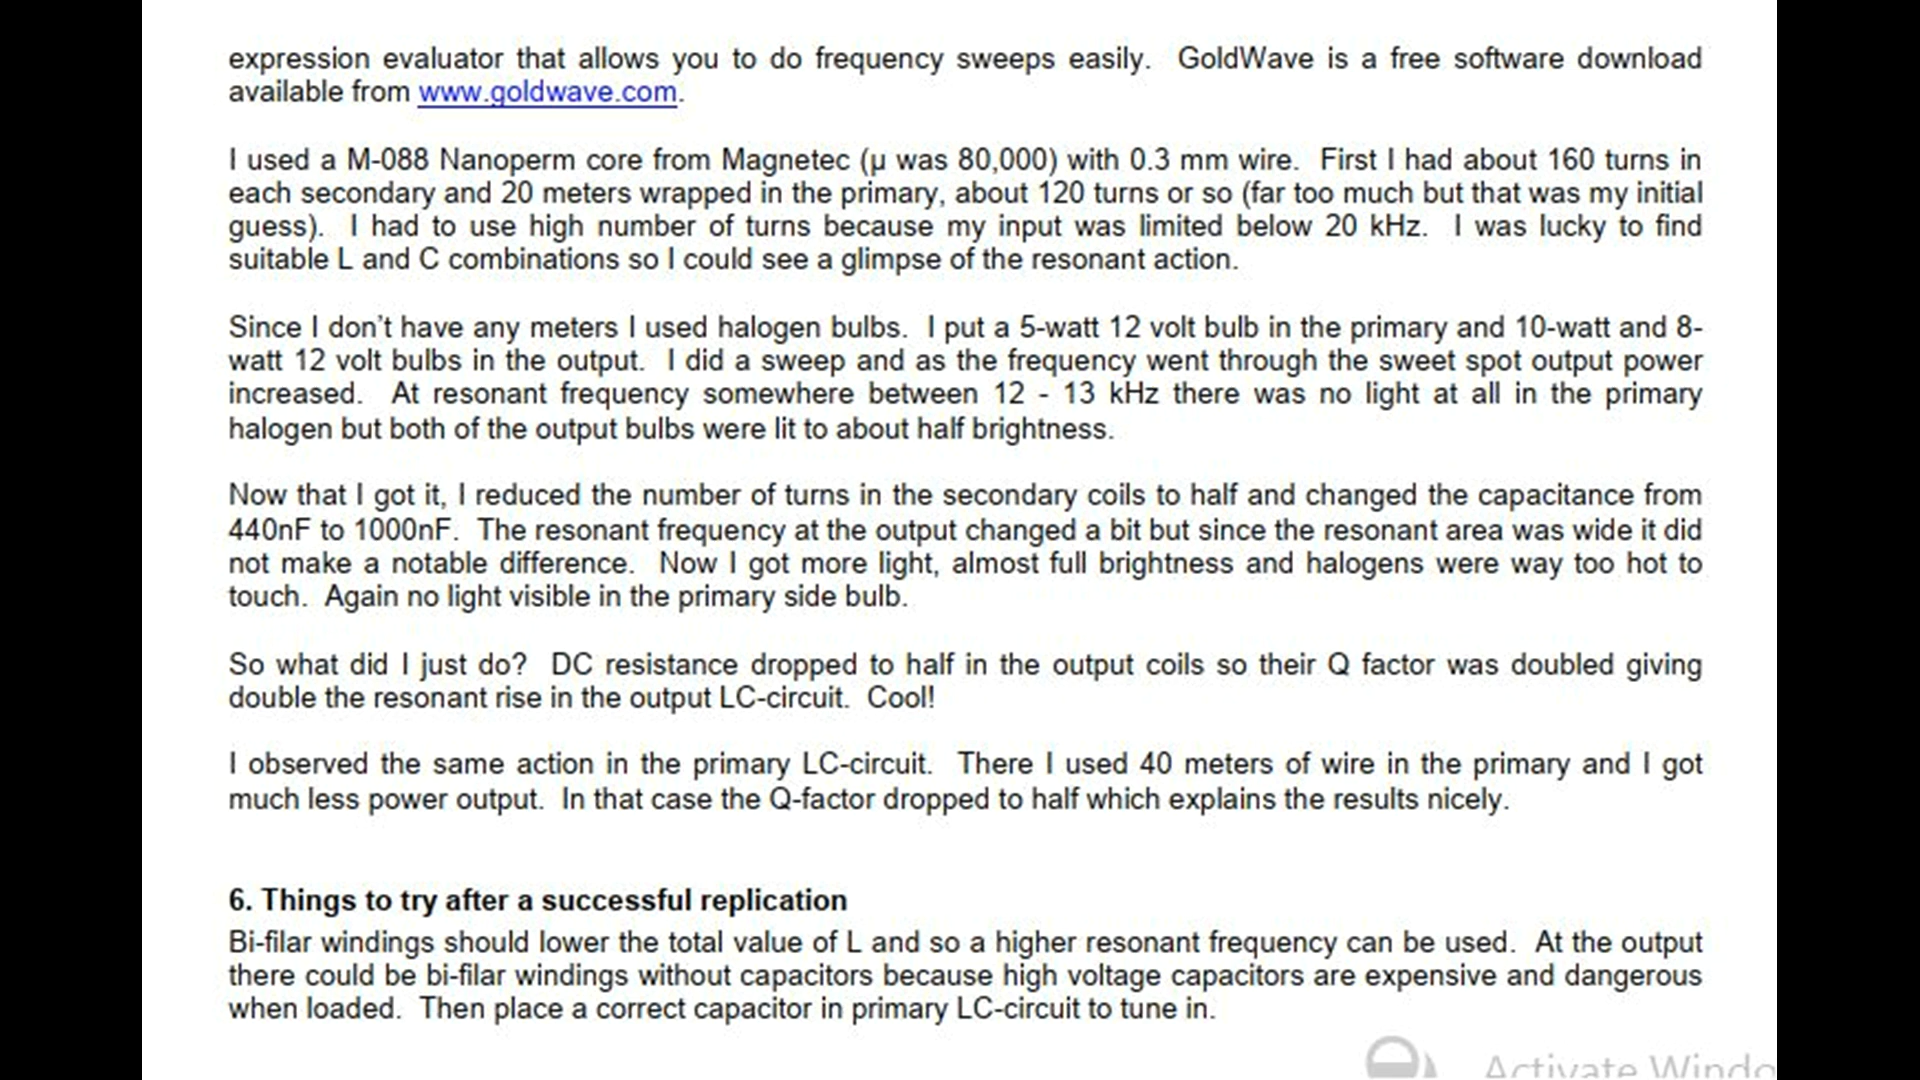 expression evaluator that allows you to do frequency sweeps easily. GoldWave is a free software download
available from www.goldwave.com.
I used a M-088 Nanoperm core from Magnetec (μ was 80,000) with 0.3 mm wire. First I had about 160 turns in
each secondary and 20 meters wrapped in the primary, about 120 turns or so (far too much but that was my initial
guess). I had to use high number of turns because my input was limited below 20 kHz. I was lucky to find
suitable L and C combinations so I could see a glimpse of the resonant action.
Since I don’t have any meters I used halogen bulbs. I put a 5-watt 12 volt bulb in the primary and 10-watt and 8-
watt 12 volt bulbs in the output. I did a sweep and as the frequency went through the sweet spot output power
increased. At resonant frequency somewhere between 12 - 13 kHz there was no light at all in the primary
halogen but both of the output bulbs were lit to about half brightness.
Now that I got it, I reduced the number of turns in the secondary coils to half and changed the capacitance from
440nF to 1000nF. The resonant frequency at the output changed a bit but since the resonant area was wide it did
not make a notable difference. Now I got more light, almost full brightness and halogens were way too hot to
touch. Again no light visible in the primary side bulb.
So what did I just do? DC resistance dropped to half in the output coils so their Q factor was doubled giving
double the resonant rise in the output LC-circuit. Cool!
I observed the same action in the primary LC-circuit. There I used 40 meters of wire in the primary and I got
much less power output. In that case the Q-factor dropped to half which explains the results nicely.
6. Things to try after a successful replication
Bi-filar windings should lower the total value of L and so a higher resonant frequency can be used. At the output
there could be bi-filar windings without capacitors because high voltage capacitors are expensive and dangerous
when loaded. Then place a correct capacitor in primary LC-circuit to tune in.
Activate Windo